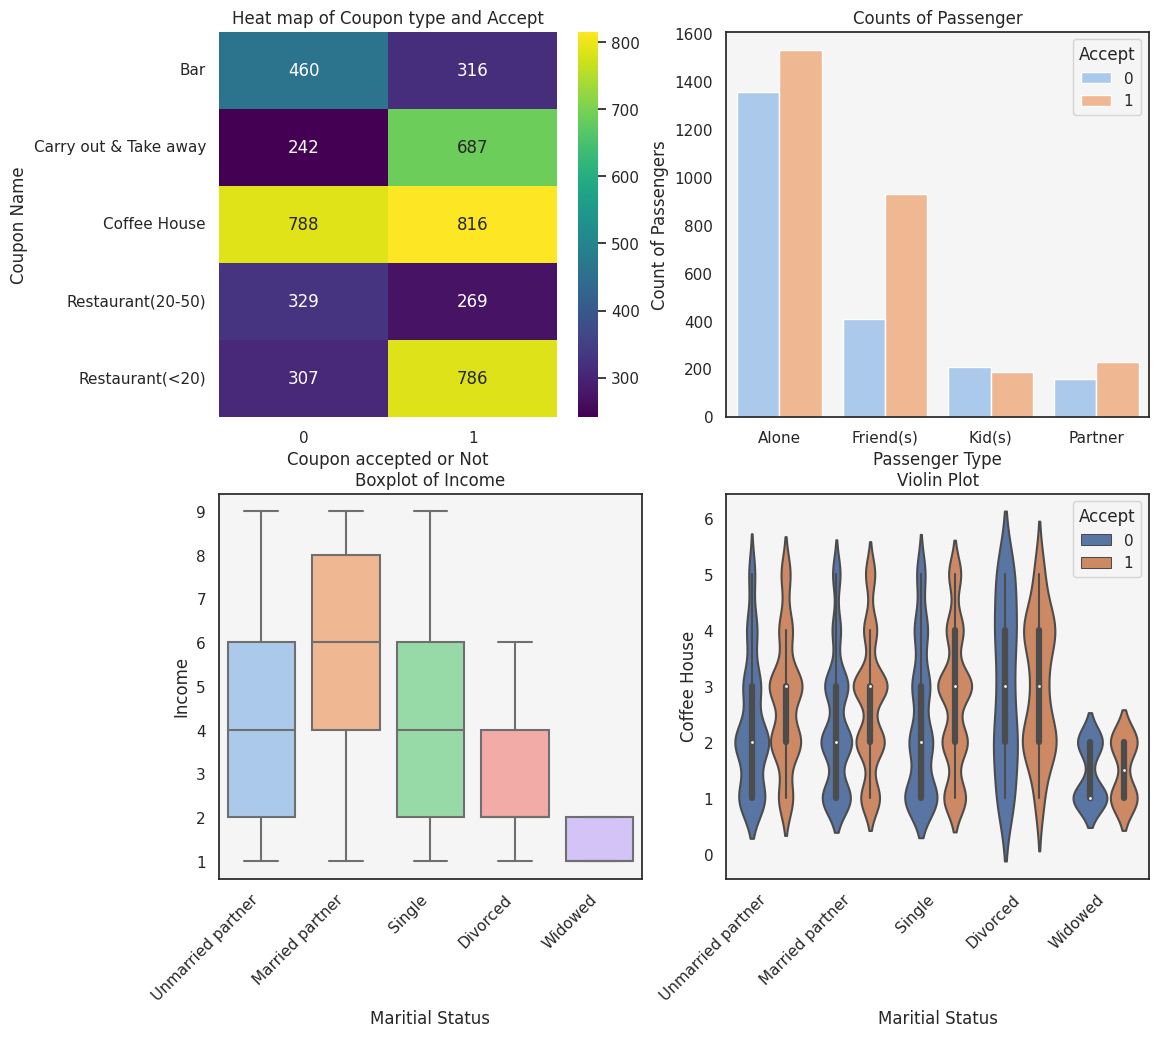 Heat map of Coupon type and Accept
Coupon Name
Bar
Carry out & Take away
Coffee House
Restaurant(20-50)
Restaurant(<20)
460 316
242 687
788 816
329 269
307 786
0 1
Coupon accepted or Not
800
700
600
500
400
300
Counts of Passenger
Count of Passengers
1600
1400
1200
1000
800
600
400
200
0
Accept
0
1
Alone Friend(s) Kid(s) Partner
Passenger Type
Boxplot of Income
Income
9
8
7
6
5
4
3
2
1
Unmarried partner
Married partner
Single
Divorced
Widowed
Maritial Status
Violin Plot
Coffee House
6
5
4
3
2
1
0
Accept
0
1
Unmarried partner
Married partner
Single
Divorced
Widowed
Maritial Status